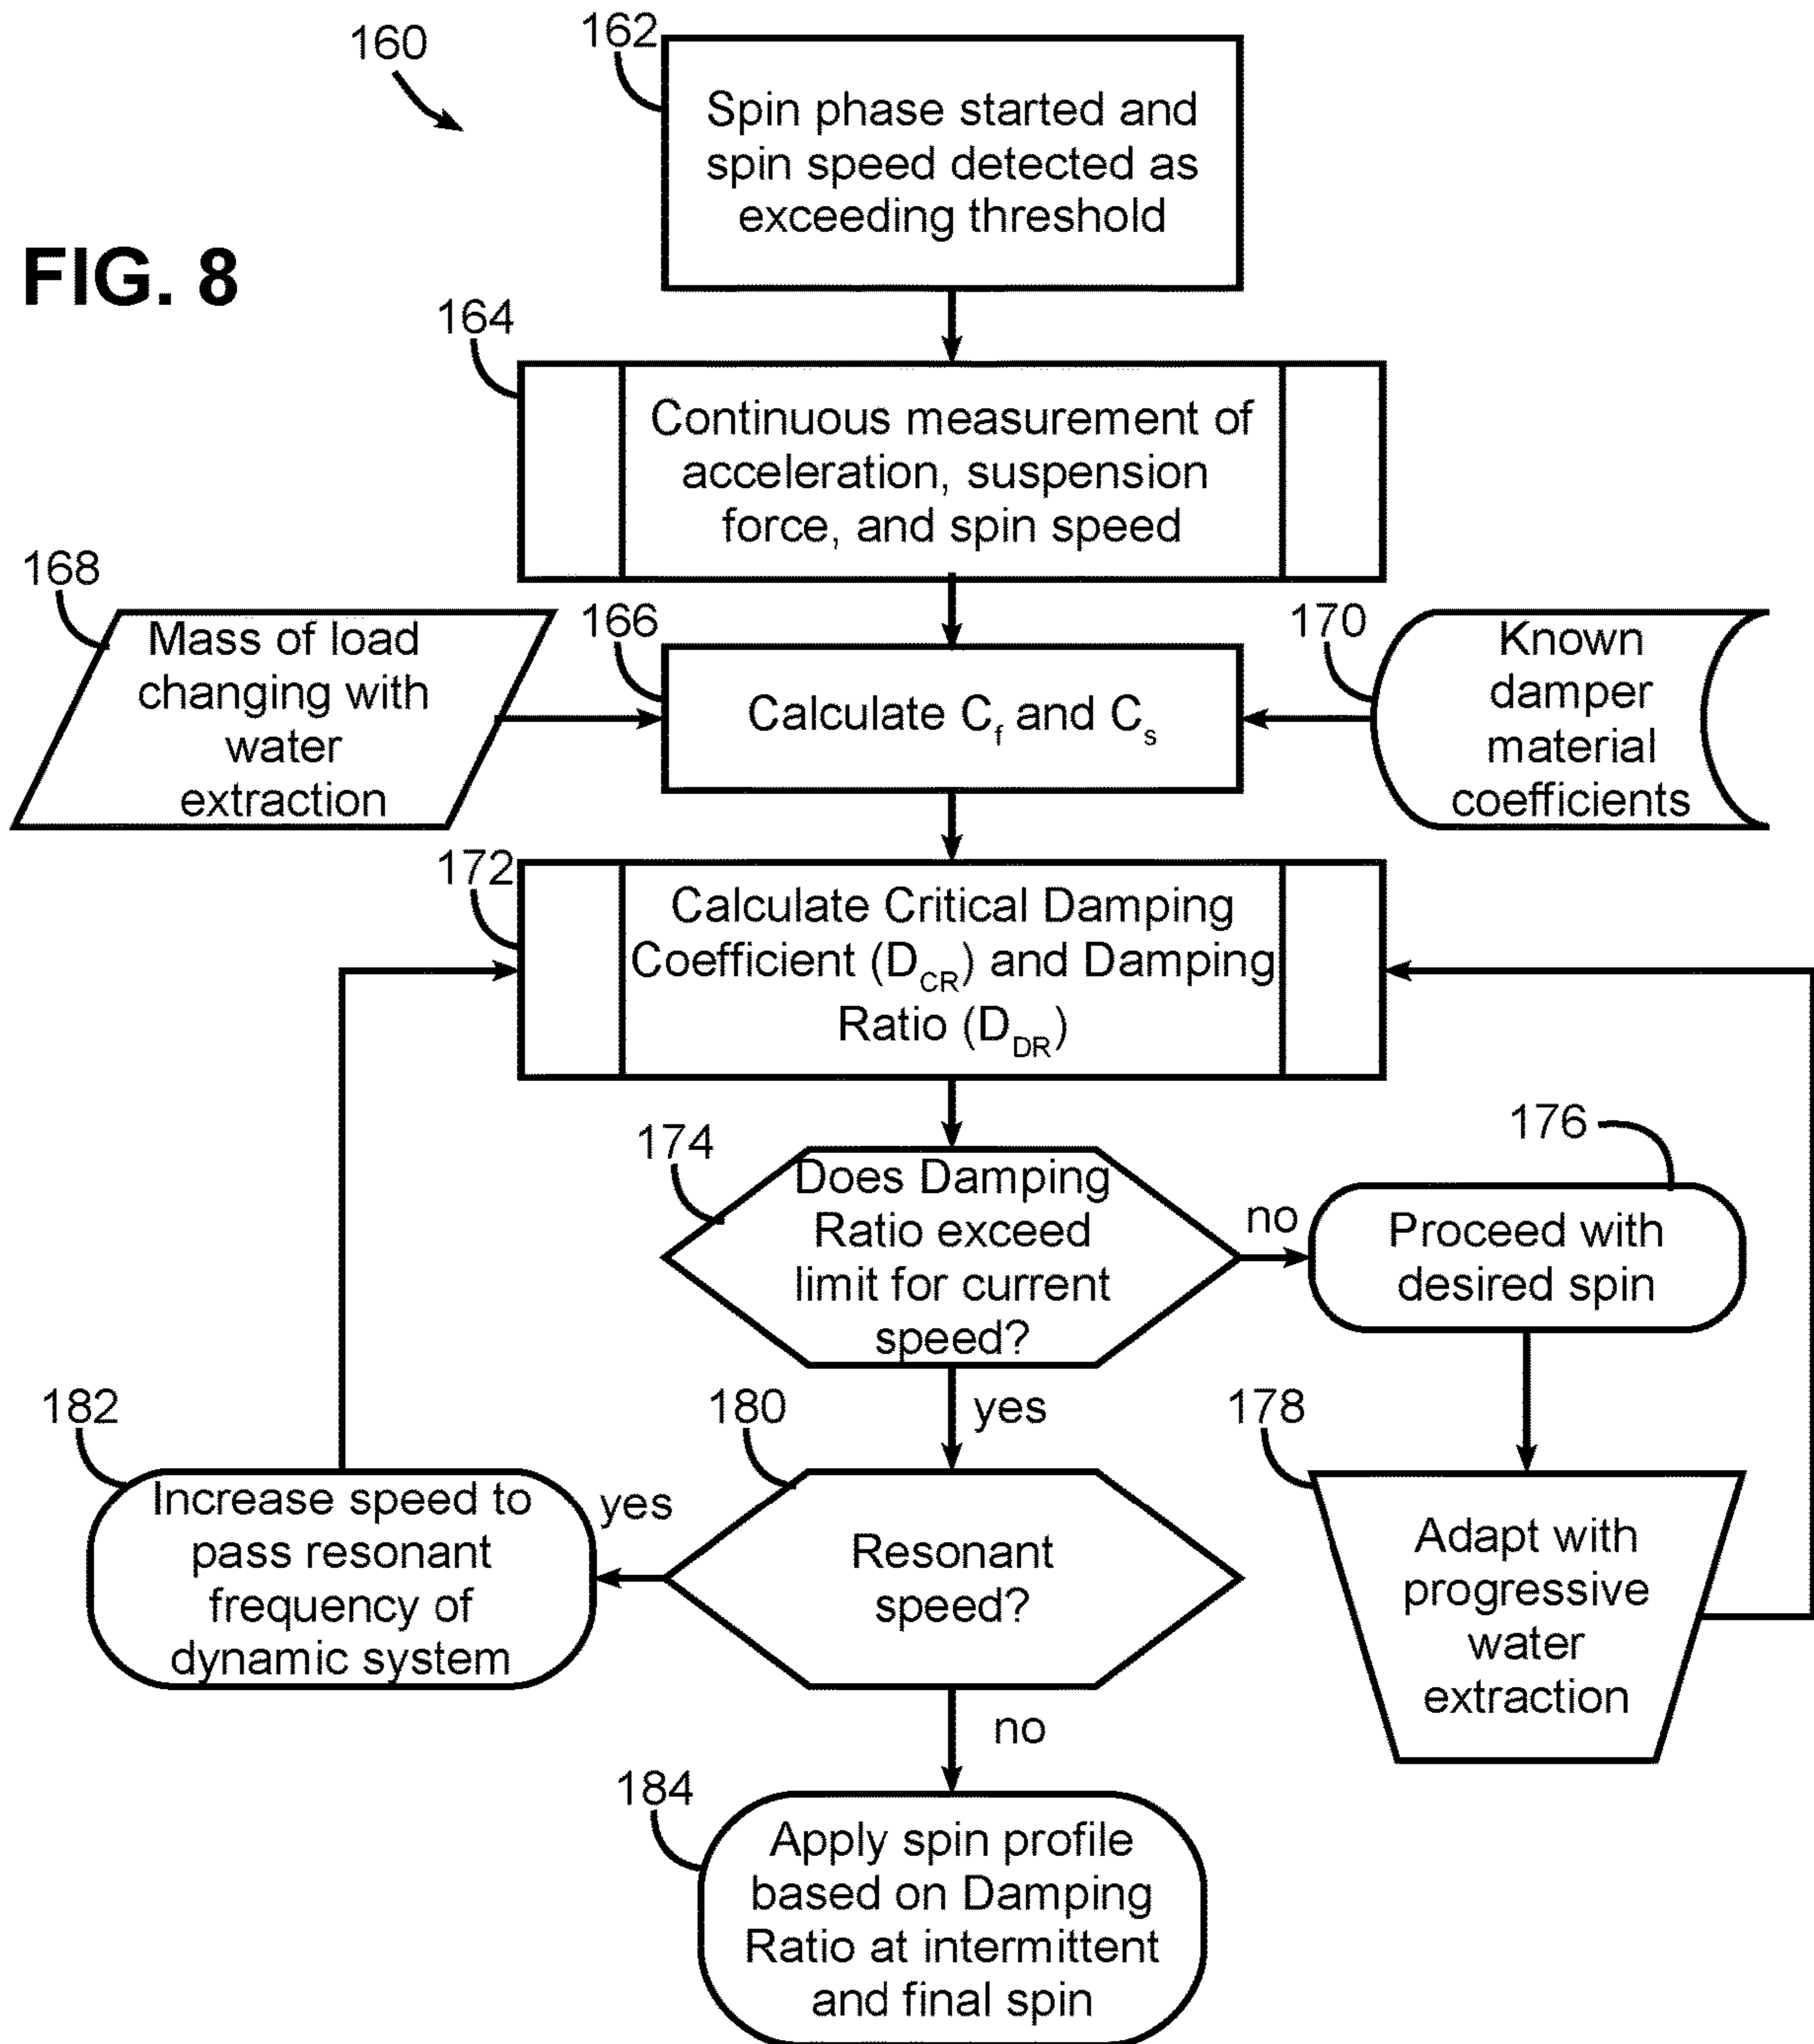 160
162
Spin phase started and
spin speed detected as
exceeding threshold
FIG. 8
164
Continuous measurement of
acceleration, suspension
force, and spin speed
168
Mass of load
changing with
water
extraction
166
Calculate Cf and Cs
170
Known
damper
material
coefficients
172
Calculate Critical Damping
Coefficient (DCR) and Damping
Ratio (DDR)
174
Does Damping
Ratio exceed
limit for current
speed?
no
176
Proceed with
desired spin
yes
178
Adapt with
progressive
water
extraction
180
Resonant
speed?
yes
182
Increase speed to
pass resonant
frequency of
dynamic system
no
184
Apply spin profile
based on Damping
Ratio at intermittent
and final spin